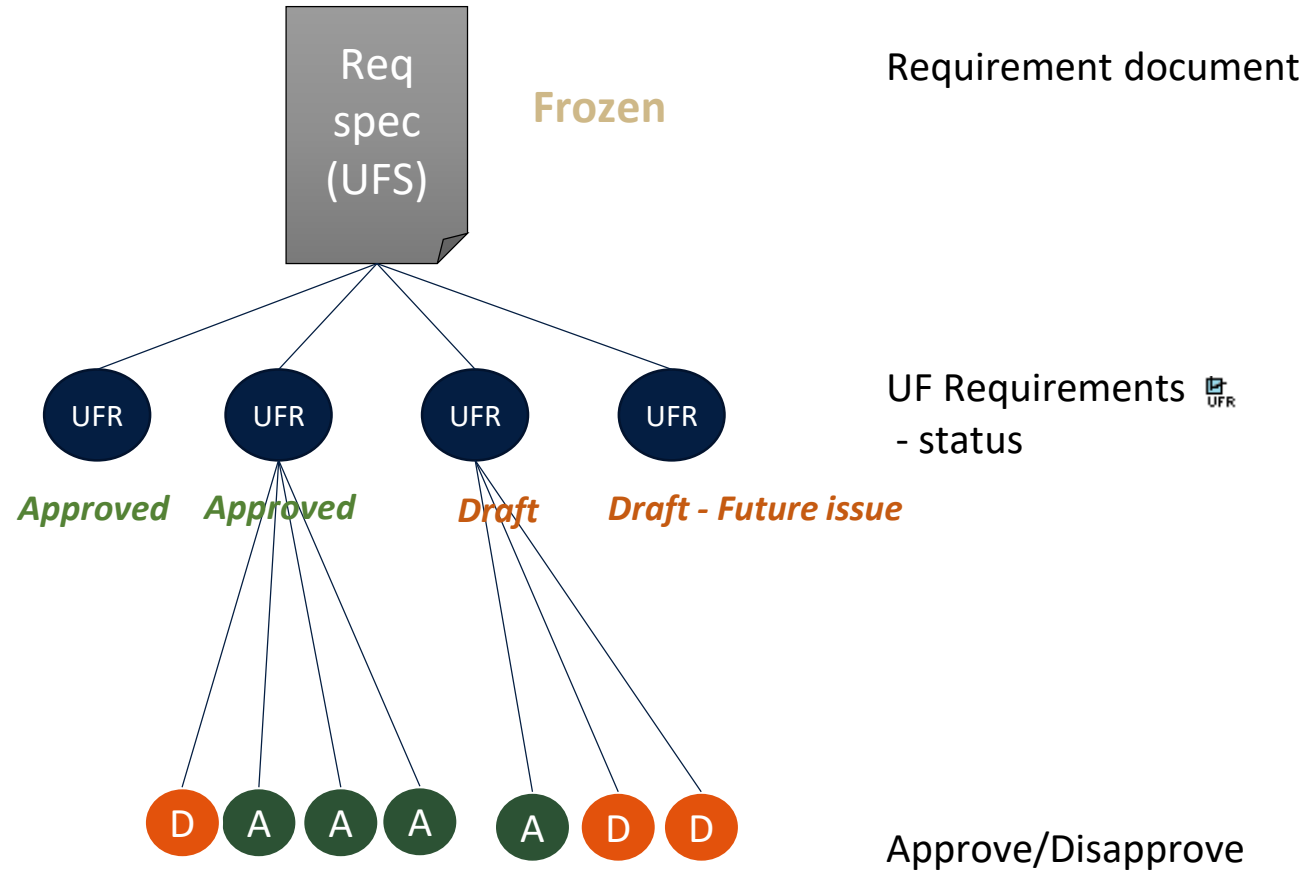 Req
spec
(UFS)
Frozen
Requirement document
UFR
UFR
UFR
UFR
UF Requirements UFR
- status
Approved
Approved
Draft
Draft - Future issue
D
A
A
A
A
D
D
Approve/Disapprove